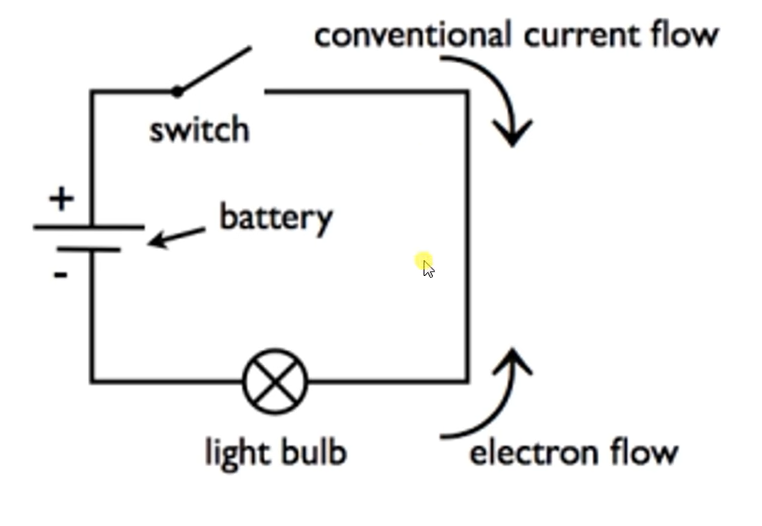 conventional current flow
switch
+
battery
-
light bulb
electron flow